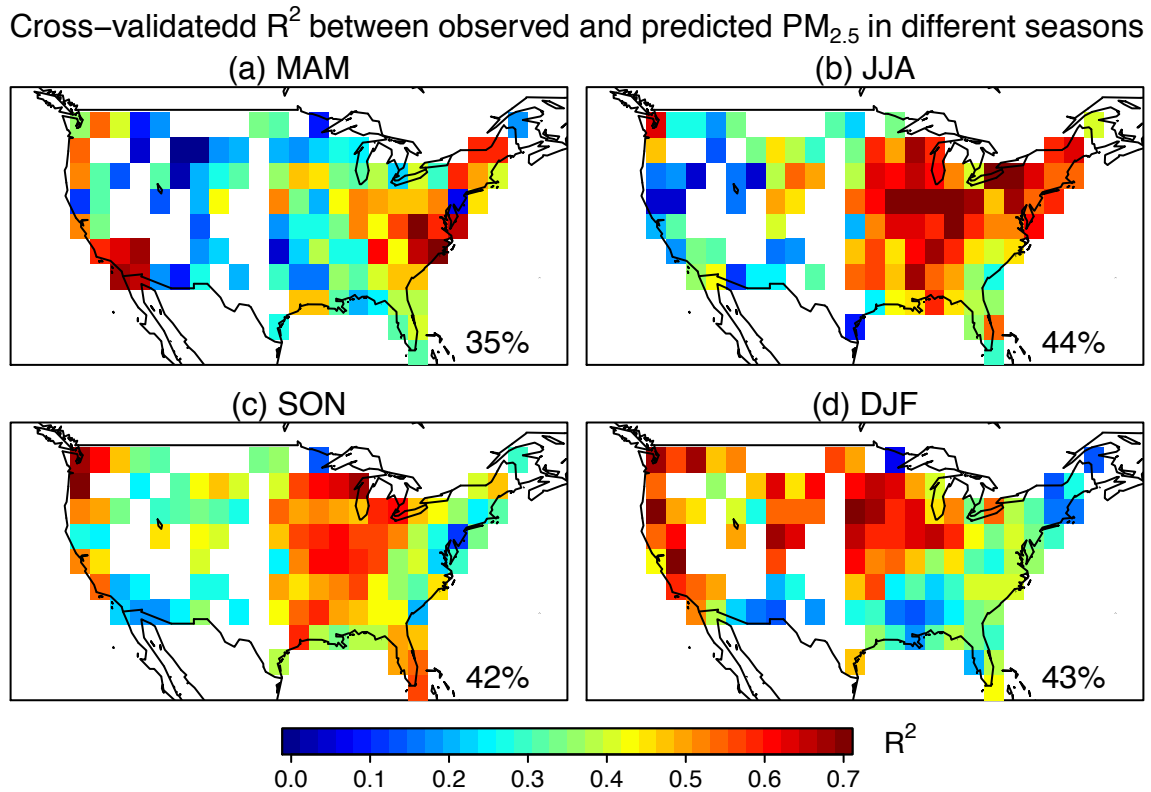 Cross−validatedd R² between observed and predicted PM₂.₅ in different seasons
(a) MAM
(b) JJA
35%
44%
(c) SON
(d) DJF
42%
43%
R²
0.0 0.1 0.2 0.3 0.4 0.5 0.6 0.7